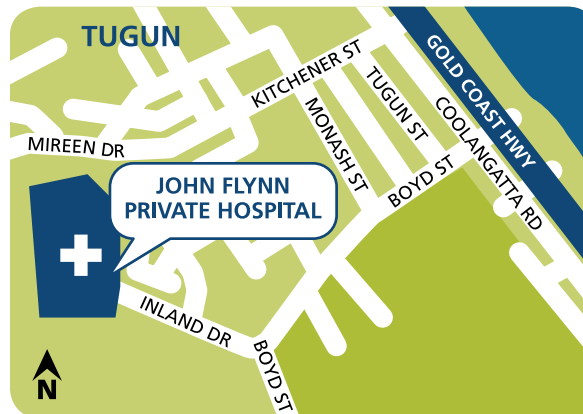 TUGUN
KITCHENER ST
GOLD COAST HWY
TUGUN ST
MONASH ST
COOLANGATTA RD
MIREEN DR
BOYD ST
JOHN FLYNN
PRIVATE HOSPITAL
INLAND DR
BOYD ST
N